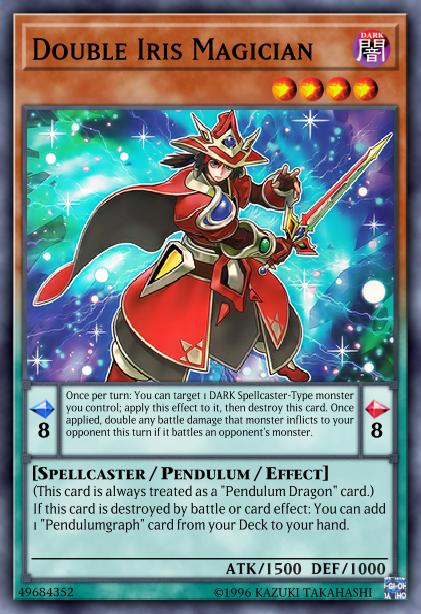 Double Iris Magician
DARK
闇
Once per turn: You can target 1 DARK Spellcaster-Type monster
you control; apply this effect to it, then destroy this card. Once
applied, double any battle damage that monster inflicts to your
opponent this turn if it battles an opponent's monster.
8
8
[Spellcaster / Pendulum / Effect]
(This card is always treated as a "Pendulum Dragon" card.)
If this card is destroyed by battle or card effect: You can add
1 "Pendulumgraph" card from your Deck to your hand.
ATK/1500 DEF/1000
49684352
©1996 KAZUKI TAKAHASHI